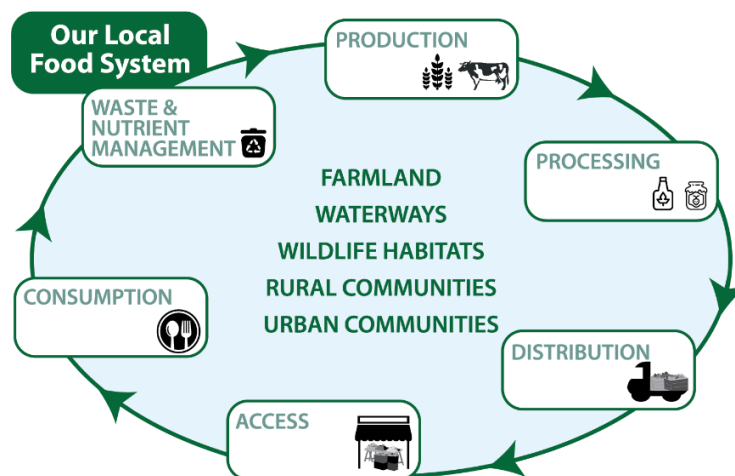 Our Local
Food System
PRODUCTION
PROCESSING
DISTRIBUTION
ACCESS
CONSUMPTION
WASTE &
NUTRIENT
MANAGEMENT
FARMLAND
WATERWAYS
WILDLIFE HABITATS
RURAL COMMUNITIES
URBAN COMMUNITIES